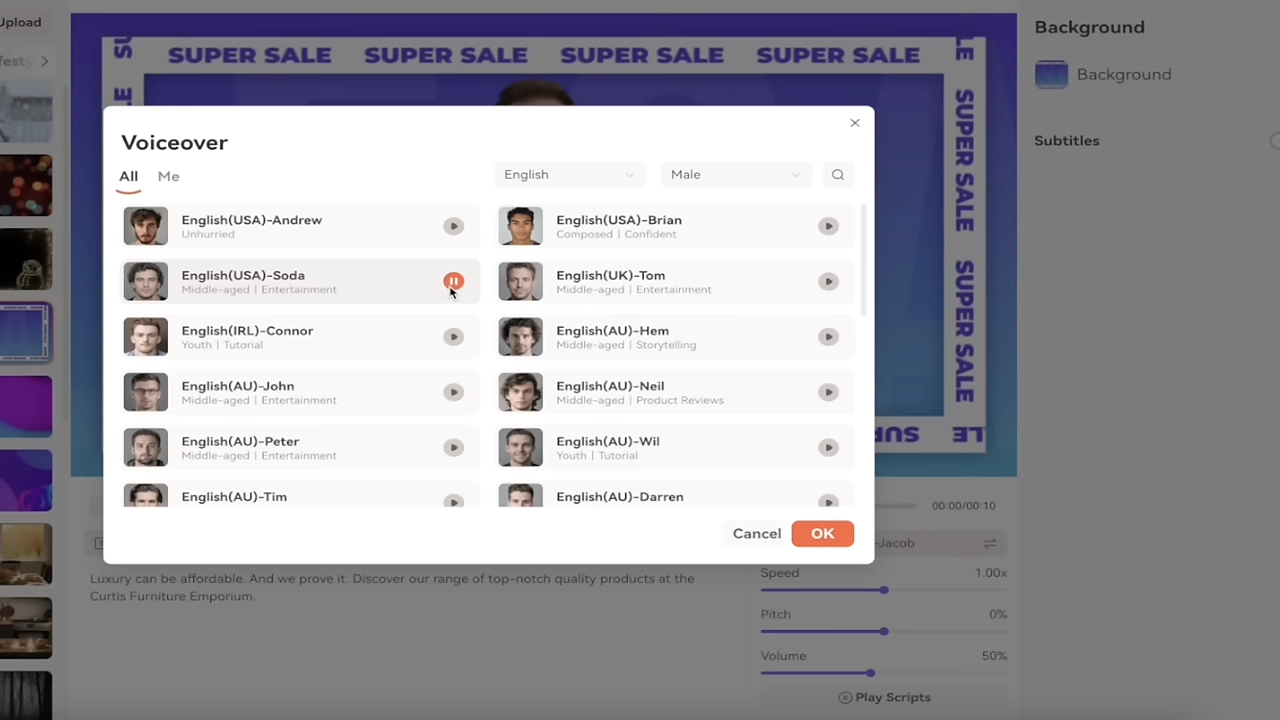 Upload
festy
Background
Background
Subtitles
SUPER SALE SUPER SALE SUPER SALE SUPER SALE
SUPER SALE
SUPER SALE
Voiceover
All
Me
English
Male
English(USA)-Andrew
Unhurried
English(USA)-Brian
Composed | Confident
English(USA)-Soda
Middle-aged | Entertainment
English(UK)-Tom
Middle-aged | Entertainment
English(IRL)-Connor
Youth | Tutorial
English(AU)-Hem
Middle-aged | Storytelling
English(AU)-John
Middle-aged | Entertainment
English(AU)-Neil
Middle-aged | Product Reviews
English(AU)-Peter
Middle-aged | Entertainment
English(AU)-Wil
Youth | Tutorial
English(AU)-Tim
English(AU)-Darren
Cancel
OK
00:00/00:10
-Jacob
Luxury can be affordable. And we prove it. Discover our range of top-notch quality products at the
Curtis Furniture Emporium.
Speed
1.00x
Pitch
0%
Volume
50%
Play Scripts